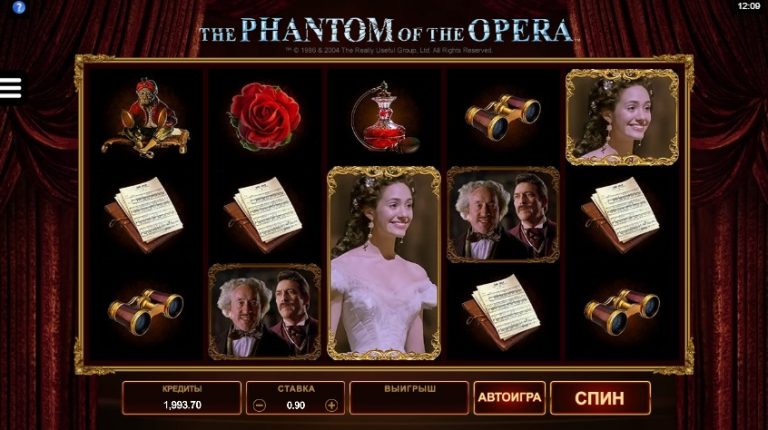 ?
12:09
THE PHANTOM OF THE OPERA
™ © 1986 & 2004 The Really Useful Group, Ltd. All Rights Reserved.
КРЕДИТЫ
1,993.70
СТАВКА
0.90
ВЫИГРЫШ
АВТОИГРА
СПИН